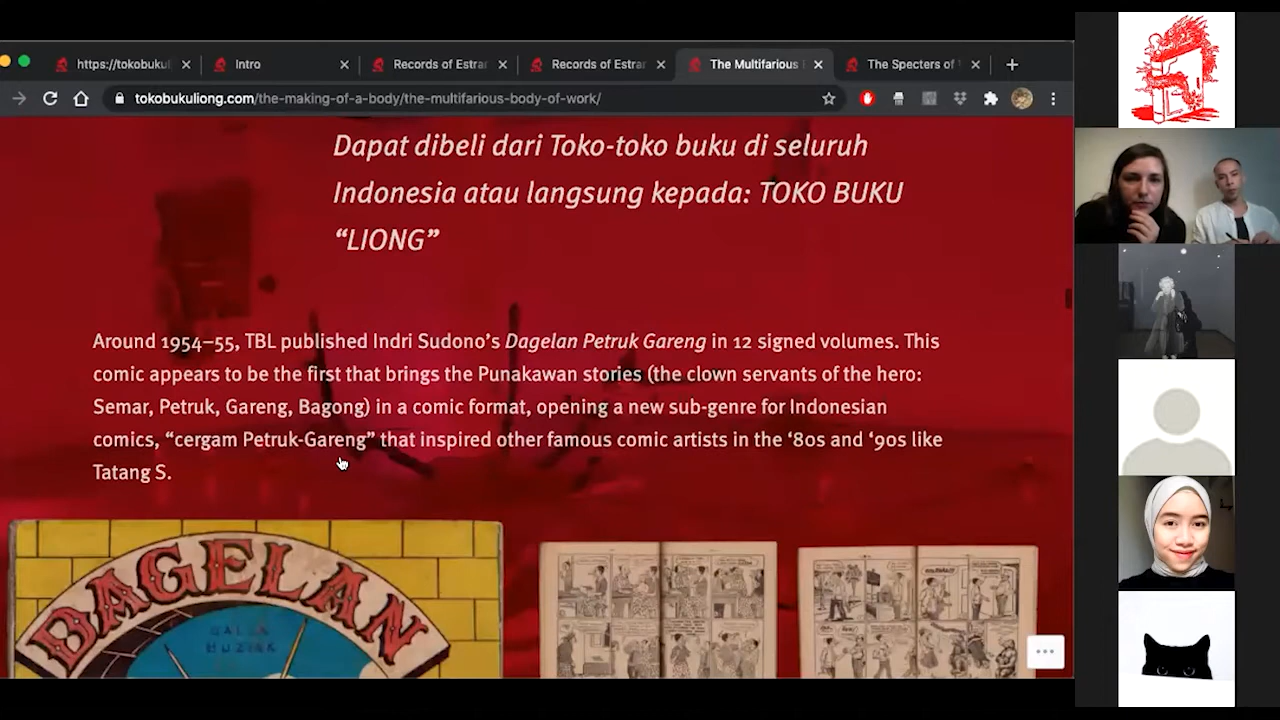 https://tokobukul
Intro
Records of Estrar
Records of Estrar
The Multifarious
The Specters of
tokobukuliong.com/the-making-of-a-body/the-multifarious-body-of-work/
Dapat dibeli dari Toko-toko buku di seluruh
Indonesia atau langsung kepada: TOKO BUKU
“LIONG”
Around 1954–55, TBL published Indri Sudono’s Dagelan Petruk Gareng in 12 signed volumes. This
comic appears to be the first that brings the Punakawan stories (the clown servants of the hero:
Semar, Petruk, Gareng, Bagong) in a comic format, opening a new sub-genre for Indonesian
comics, “cergam Petruk-Gareng” that inspired other famous comic artists in the ‘80s and ‘90s like
Tatang S.
DAGELAN